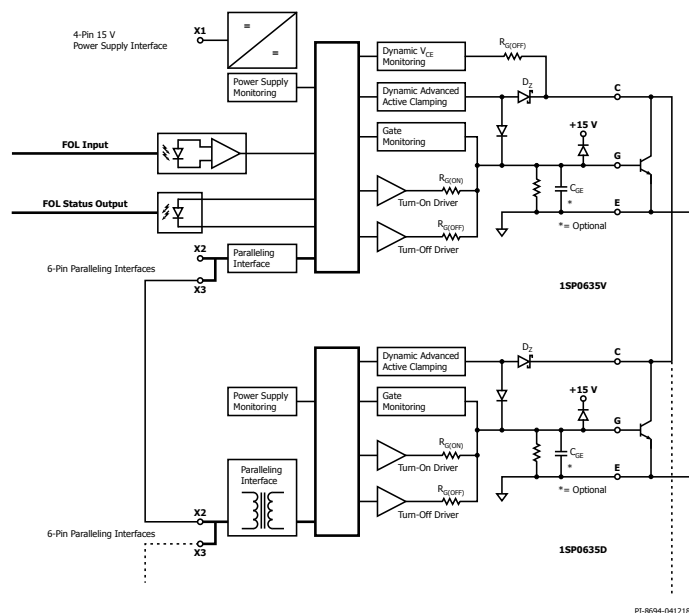 4-Pin 15 V
Power Supply Interface
X1
=
=
Power Supply
Monitoring
FOL Input
FOL Status Output
X2
6-Pin Paralleling Interfaces
X3
Paralleling
Interface
Dynamic VCE
Monitoring
RG(OFF)
Dynamic Advanced
Active Clamping
DZ
C
Gate
Monitoring
+15 V
G
RG(ON)
Turn-On Driver
CGE
*
RG(OFF)
Turn-Off Driver
E
*= Optional
1SP0635V
Dynamic Advanced
Active Clamping
DZ
C
Power Supply
Monitoring
Gate
Monitoring
+15 V
G
RG(ON)
Turn-On Driver
CGE
*
Paralleling
Interface
RG(OFF)
Turn-Off Driver
E
*= Optional
X2
6-Pin Paralleling Interfaces
X3
1SP0635D
PI-8694-041218